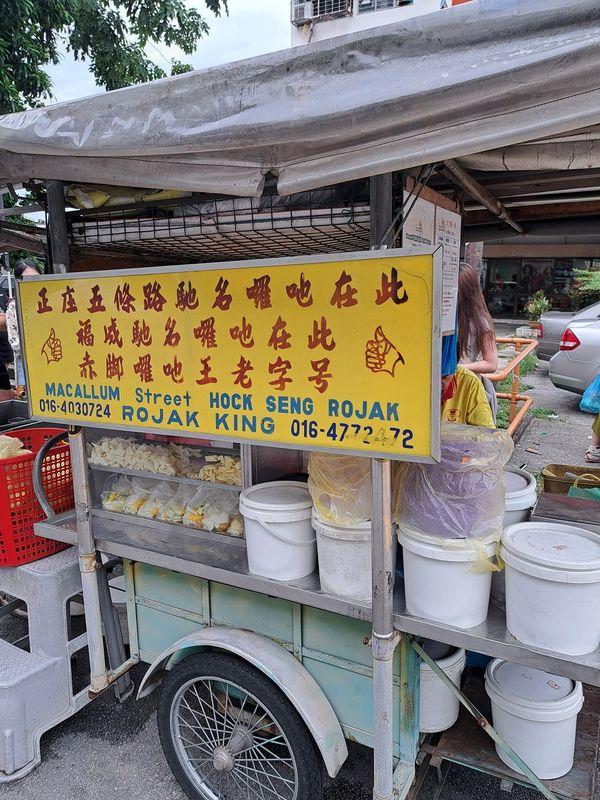 正庄五條路馳名囉吔在此
福成馳名囉吔在此
赤脚囉吔王老字号
MACALLUM Street HOCK SENG ROJAK
016-4030724 ROJAK KING